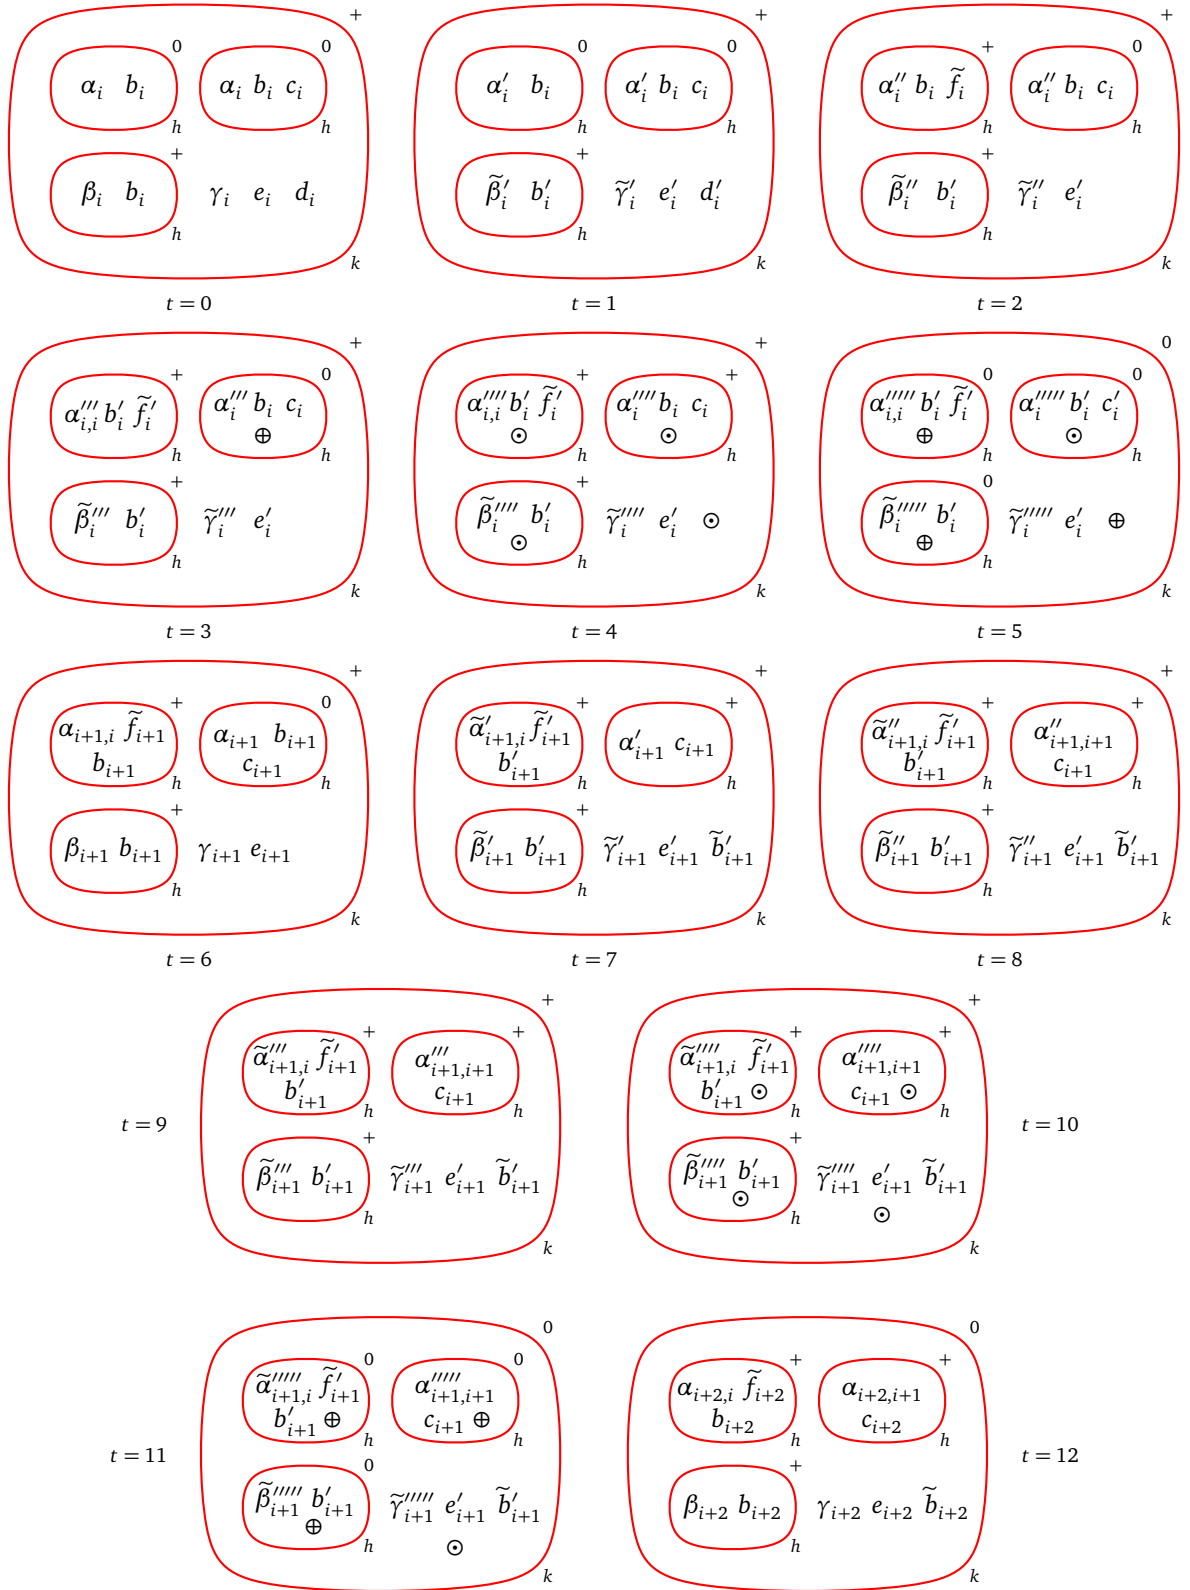 + + +
0 0 0 0 + 0
α_i b_i α_i b_i c_i α′_i b_i α′_i b_i c_i α″_i b_i f̃_i α″_i b_i c_i
h h h h h h
+ + +
β_i b_i γ_i e_i d_i β̃′_i b′_i γ̃′_i e′_i d′_i β̃″_i b′_i γ̃″_i e′_i
h h h
k k k
t = 0 t = 1 t = 2
+ + 0
+ 0 + + 0 0
α‴_{i,i} b′_i f̃′_i α‴_i b_i c_i α⁗_{i,i} b′_i f̃′_i α⁗_i b_i c_i α′′′′′_{i,i} b′_i f̃′_i α′′′′′_i b′_i c′_i
⊕ ⊙ ⊙ ⊕ ⊙
h h h h h h
+ + 0
β̃‴_i b′_i γ̃‴_i e′_i β̃⁗_i b′_i γ̃⁗_i e′_i ⊙ β̃′′′′′_i b′_i γ̃′′′′′_i e′_i ⊕
⊙ ⊕
h h h
k k k
t = 3 t = 4 t = 5
+ + +
+ 0 + + + +
α_{i+1,i} f̃_{i+1} α_{i+1} b_{i+1} α̃′_{i+1,i} f̃′_{i+1} α′_{i+1} c_{i+1} α̃″_{i+1,i} f̃′_{i+1} α″_{i+1,i+1}
b_{i+1} c_{i+1} b′_{i+1} b′_{i+1} c_{i+1}
h h h h h h
+ + +
β_{i+1} b_{i+1} γ_{i+1} e_{i+1} β̃′_{i+1} b′_{i+1} γ̃′_{i+1} e′_{i+1} b̃′_{i+1} β̃″_{i+1} b′_{i+1} γ̃″_{i+1} e′_{i+1} b̃′_{i+1}
h h h
k k k
t = 6 t = 7 t = 8
+ +
+ + + +
α̃‴_{i+1,i} f̃′_{i+1} α‴_{i+1,i+1} α̃⁗_{i+1,i} f̃′_{i+1} α⁗_{i+1,i+1}
b′_{i+1} c_{i+1} b′_{i+1} ⊙ c_{i+1} ⊙
h h h h
t = 9 t = 10
+ +
β̃‴_{i+1} b′_{i+1} γ̃‴_{i+1} e′_{i+1} b̃′_{i+1} β̃⁗_{i+1} b′_{i+1} γ̃⁗_{i+1} e′_{i+1} b̃′_{i+1}
⊙ ⊙
h h
k k
0 0
0 0 + +
α̃′′′′′_{i+1,i} f̃′_{i+1} α′′′′′_{i+1,i+1} α_{i+2,i} f̃_{i+2} α_{i+2,i+1}
b′_{i+1} ⊕ c_{i+1} ⊕ b_{i+2} c_{i+2}
h h h h
t = 11 t = 12
0 +
β̃′′′′′_{i+1} b′_{i+1} γ̃′′′′′_{i+1} e′_{i+1} b̃′_{i+1} β_{i+2} b_{i+2} γ_{i+2} e_{i+2} b̃_{i+2}
⊕ ⊙
h h
k k